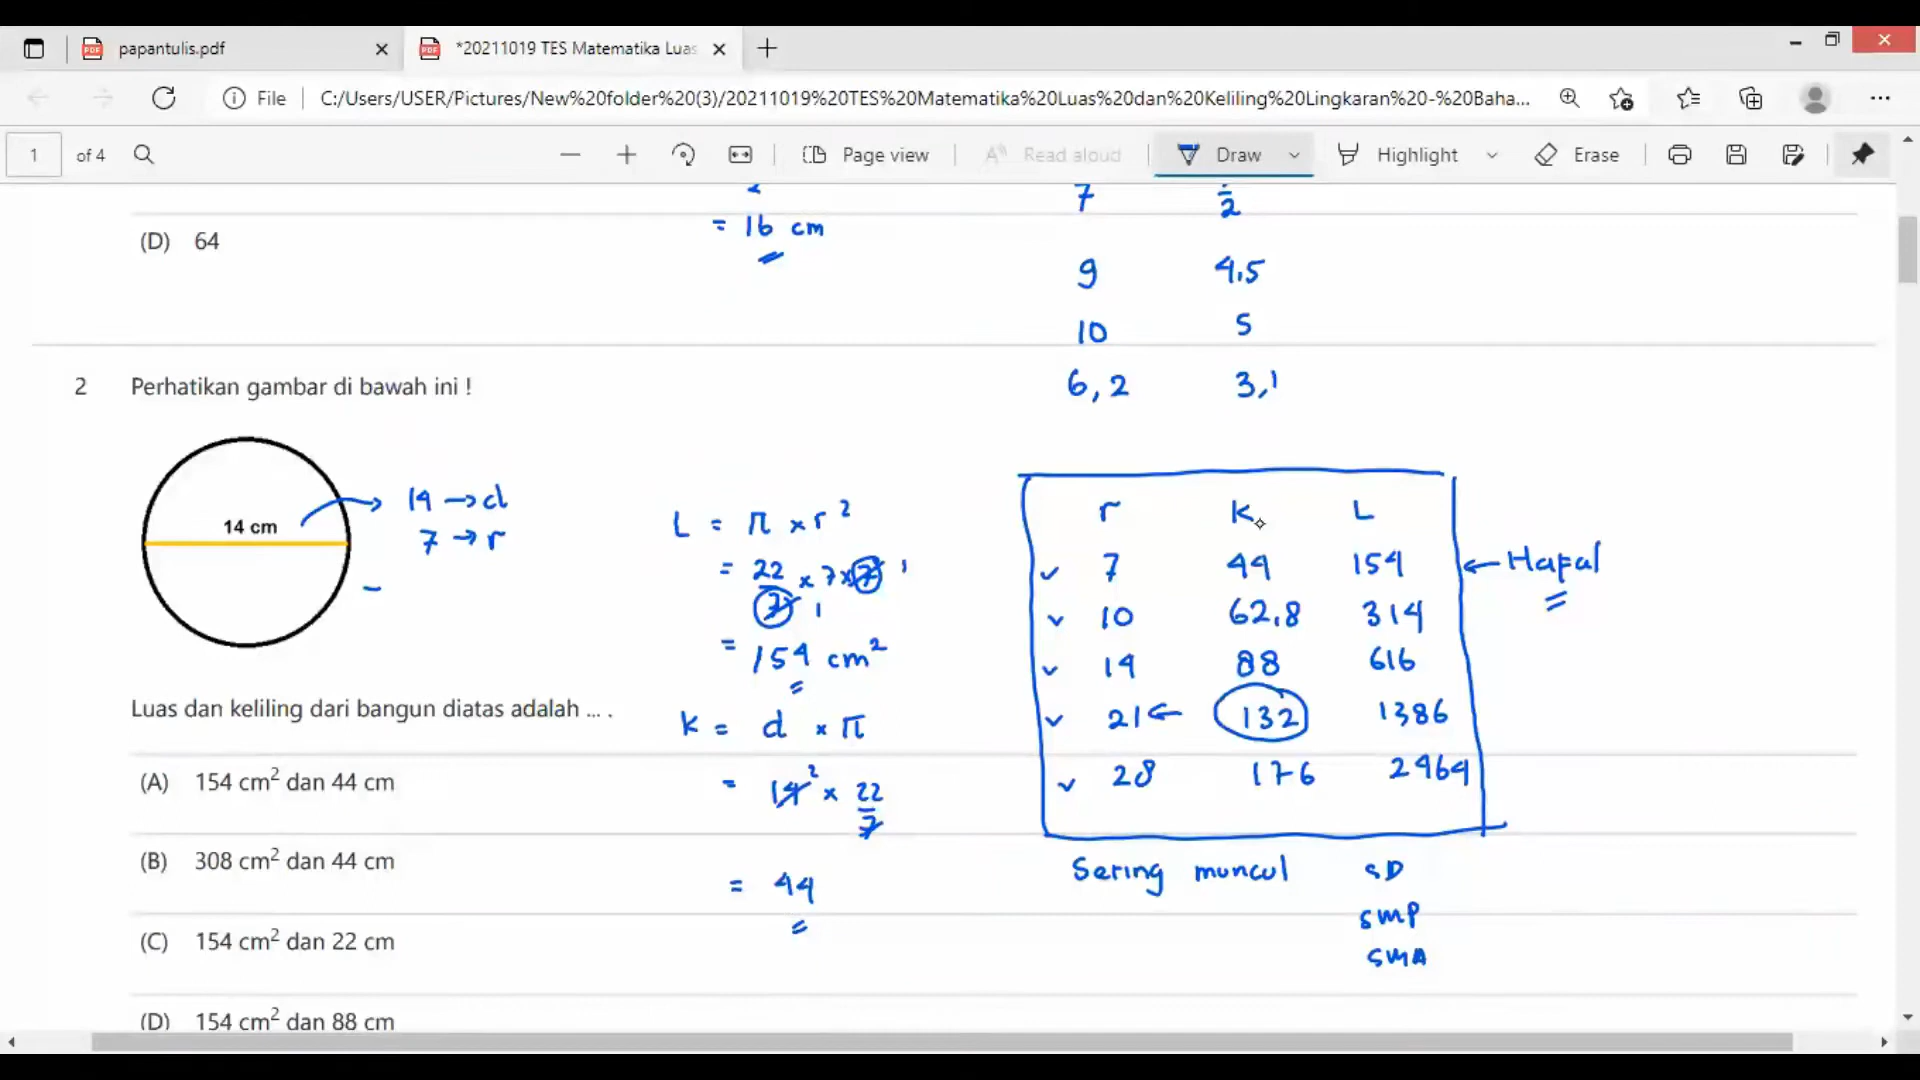 papantulis.pdf
*20211019 TES Matematika Luas
File
C:/Users/USER/Pictures/New%20folder%20(3)/20211019%20TES%20Matematika%20Luas%20dan%20Keliling%20Lingkaran%20-%20Baha...
1 of 4
Page view
Read aloud
Draw
Highlight
Erase
(D) 64
= 16 cm
7
2
9 4,5
10 5
6,2 3,1
2 Perhatikan gambar di bawah ini !
14 cm
14 → d
7 → r
L = π × r²
= 22/7 × 7 × 7 1
1
= 154 cm²
K = d × π
= 14² × 22/7
= 44
r K L
7 44 154
10 62,8 314
14 88 616
21 ← 132 1386
28 176 2464
← Hapal
Sering muncul SD
SMP
SMA
Luas dan keliling dari bangun diatas adalah ... .
(A) 154 cm² dan 44 cm
(B) 308 cm² dan 44 cm
(C) 154 cm² dan 22 cm
(D) 154 cm² dan 88 cm